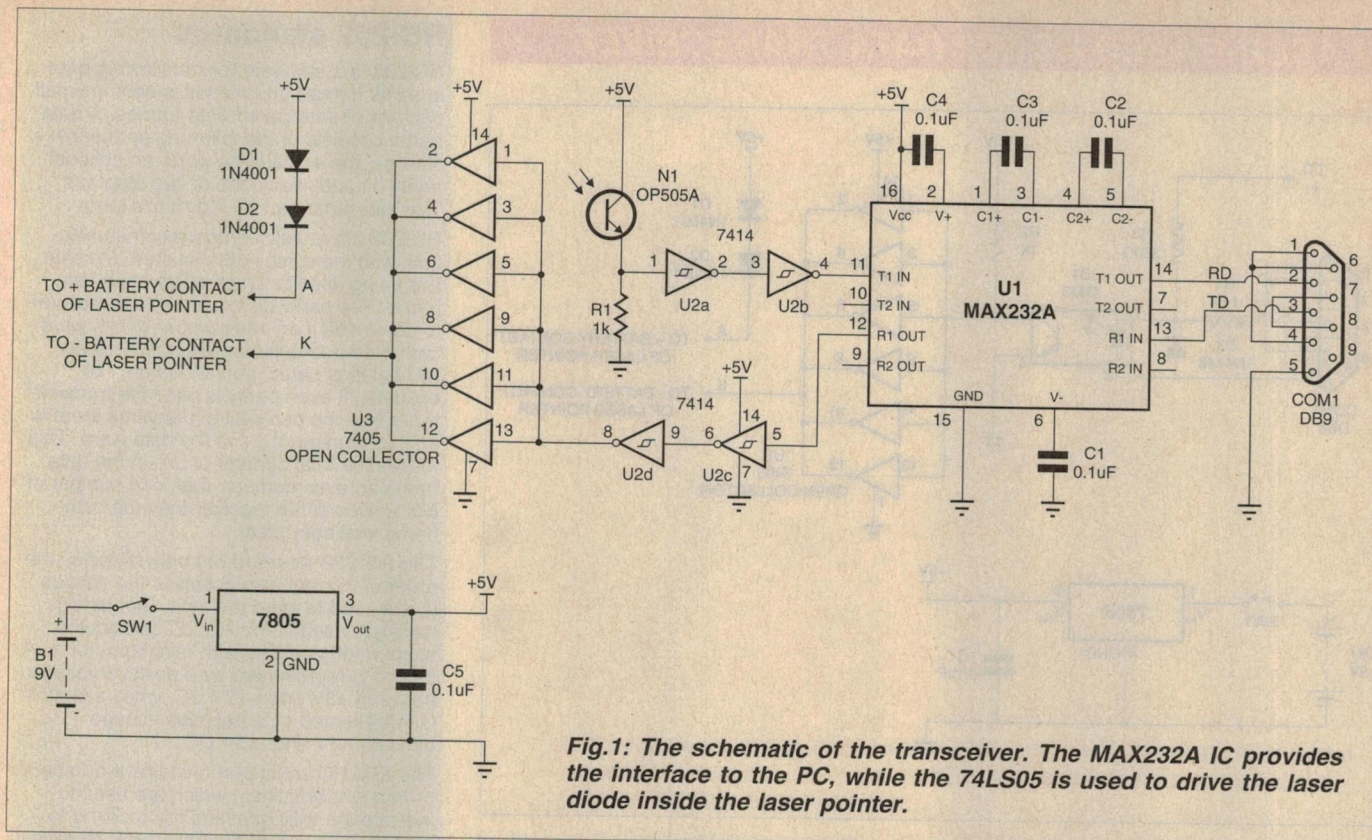 +5V
D1
1N4001
D2
1N4001
A
TO + BATTERY CONTACT
OF LASER POINTER
K
TO - BATTERY CONTACT
OF LASER POINTER
+5V
14
2
1
4
3
6
5
8
9
10
11
12
13
7
U3
7405
OPEN COLLECTOR
+5V
N1
OP505A
R1
1k
7414
1
2
3
4
U2a
U2b
+5V
7414
14
8
9
6
5
7
U2d
U2c
+5V
C4
0.1uF
C3
0.1uF
C2
0.1uF
16
2
1
3
4
5
Vcc
V+
C1+
C1-
C2+
C2-
11
T1 IN
10
T2 IN
12
R1 OUT
9
R2 OUT
U1
MAX232A
T1 OUT
14
T2 OUT
7
R1 IN
13
R2 IN
8
GND
V-
15
6
C1
0.1uF
RD
TD
1
2
3
4
5
6
7
8
9
COM1
DB9
B1
9V
+
-
SW1
1
Vin
7805
3
Vout
2
GND
+5V
C5
0.1uF
Fig.1: The schematic of the transceiver. The MAX232A IC provides
the interface to the PC, while the 74LS05 is used to drive the laser
diode inside the laser pointer.